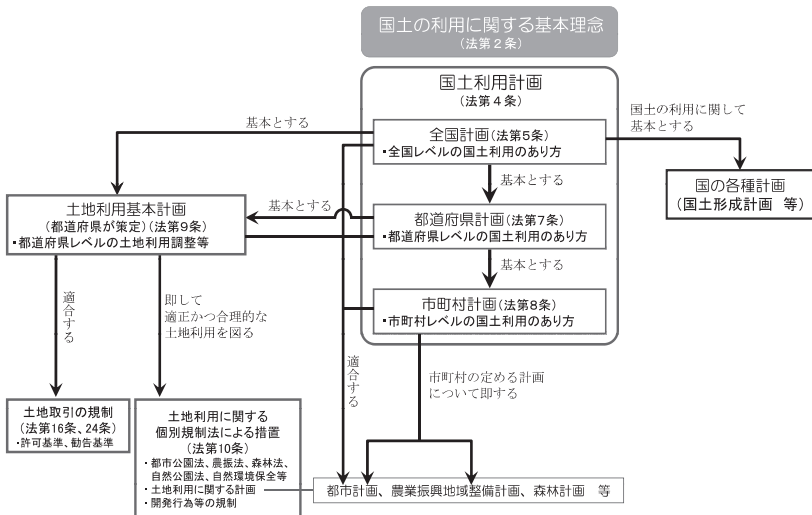 国土の利用に関する基本理念
(法第2条)
国土利用計画
(法第4条)
基本とする
国土の利用に関して
基本とする
全国計画(法第5条)
・全国レベルの国土利用のあり方
基本とする
国の各種計画
(国土形成計画 等)
土地利用基本計画
(都道府県が策定)(法第9条)
・都道府県レベルの土地利用調整等
基本とする
都道府県計画(法第7条)
・都道府県レベルの国土利用のあり方
基本とする
市町村計画(法第8条)
・市町村レベルの国土利用のあり方
適合する
即して
適正かつ合理的な
土地利用を図る
適合する
市町村の定める計画
について即する
土地取引の規制
(法第16条、24条)
・許可基準、勧告基準
土地利用に関する
個別規制法による措置
(法第10条)
・都市公園法、農振法、森林法、
自然公園法、自然環境保全等
・土地利用に関する計画
・開発行為等の規制
都市計画、農業振興地域整備計画、森林計画 等